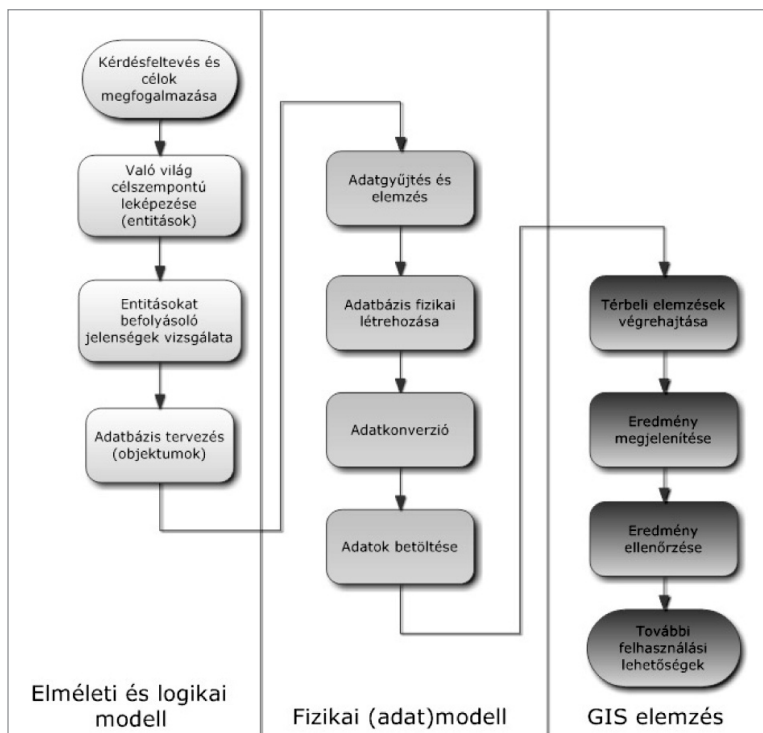 Kérdésfeltevés és
célok
megfogalmazása
Való világ
célszempontú
leképezése
(entitások)
Entitásokat
befolyásoló
jelenségek vizsgálata
Adatbázis tervezés
(objektumok)
Elméleti és logikai
modell
Adatgyűjtés és
elemzés
Adatbázis fizikai
létrehozása
Adatkonverzió
Adatok betöltése
Fizikai (adat)modell
Térbeli elemzések
végrehajtása
Eredmény
megjelenítése
Eredmény
ellenőrzése
További
felhasználási
lehetőségek
GIS elemzés